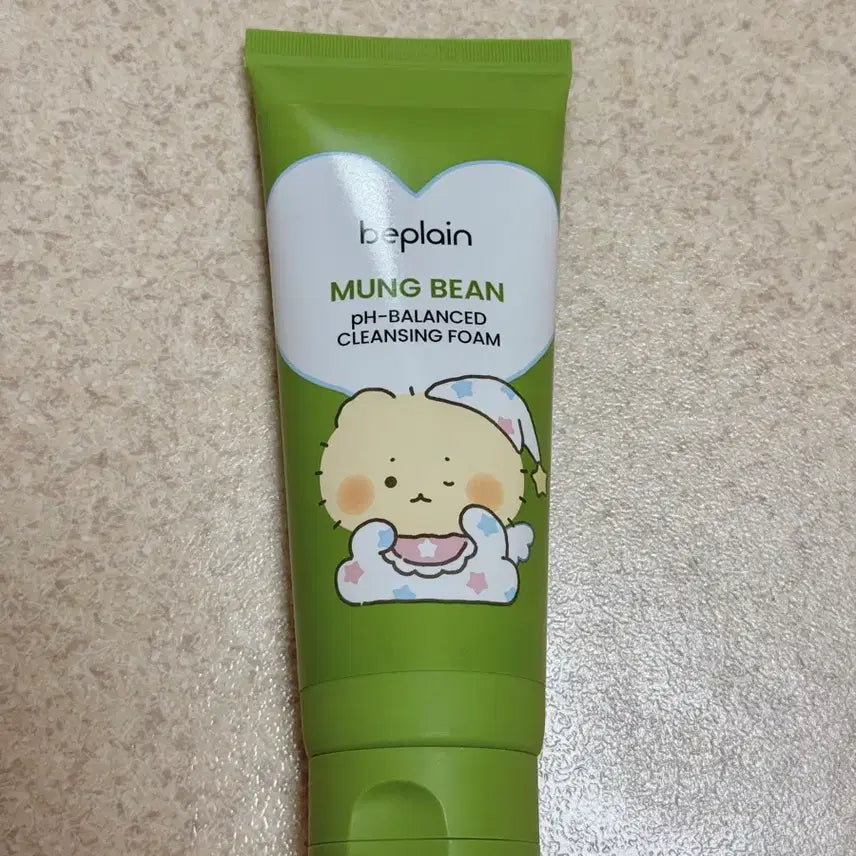 beplain
MUNG BEAN
pH-BALANCED
CLEANSING FOAM